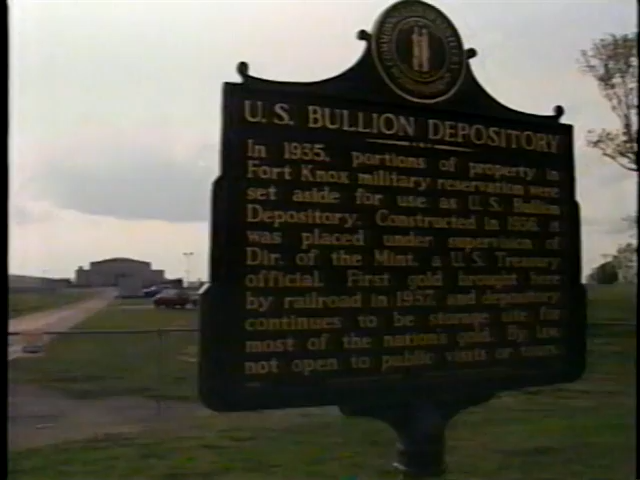 U.S. BULLION DEPOSITORY
In 1935, portions of property in
Fort Knox military reservation were
set aside for use as U.S. Bullion
Depository. Constructed in 1936, it
was placed under supervision of
Dir. of the Mint, a U.S. Treasury
official. First gold brought here
by railroad in 1937, and depository
continues to be storage site for
most of the nation's gold. By law,
not open to public visits or tours.